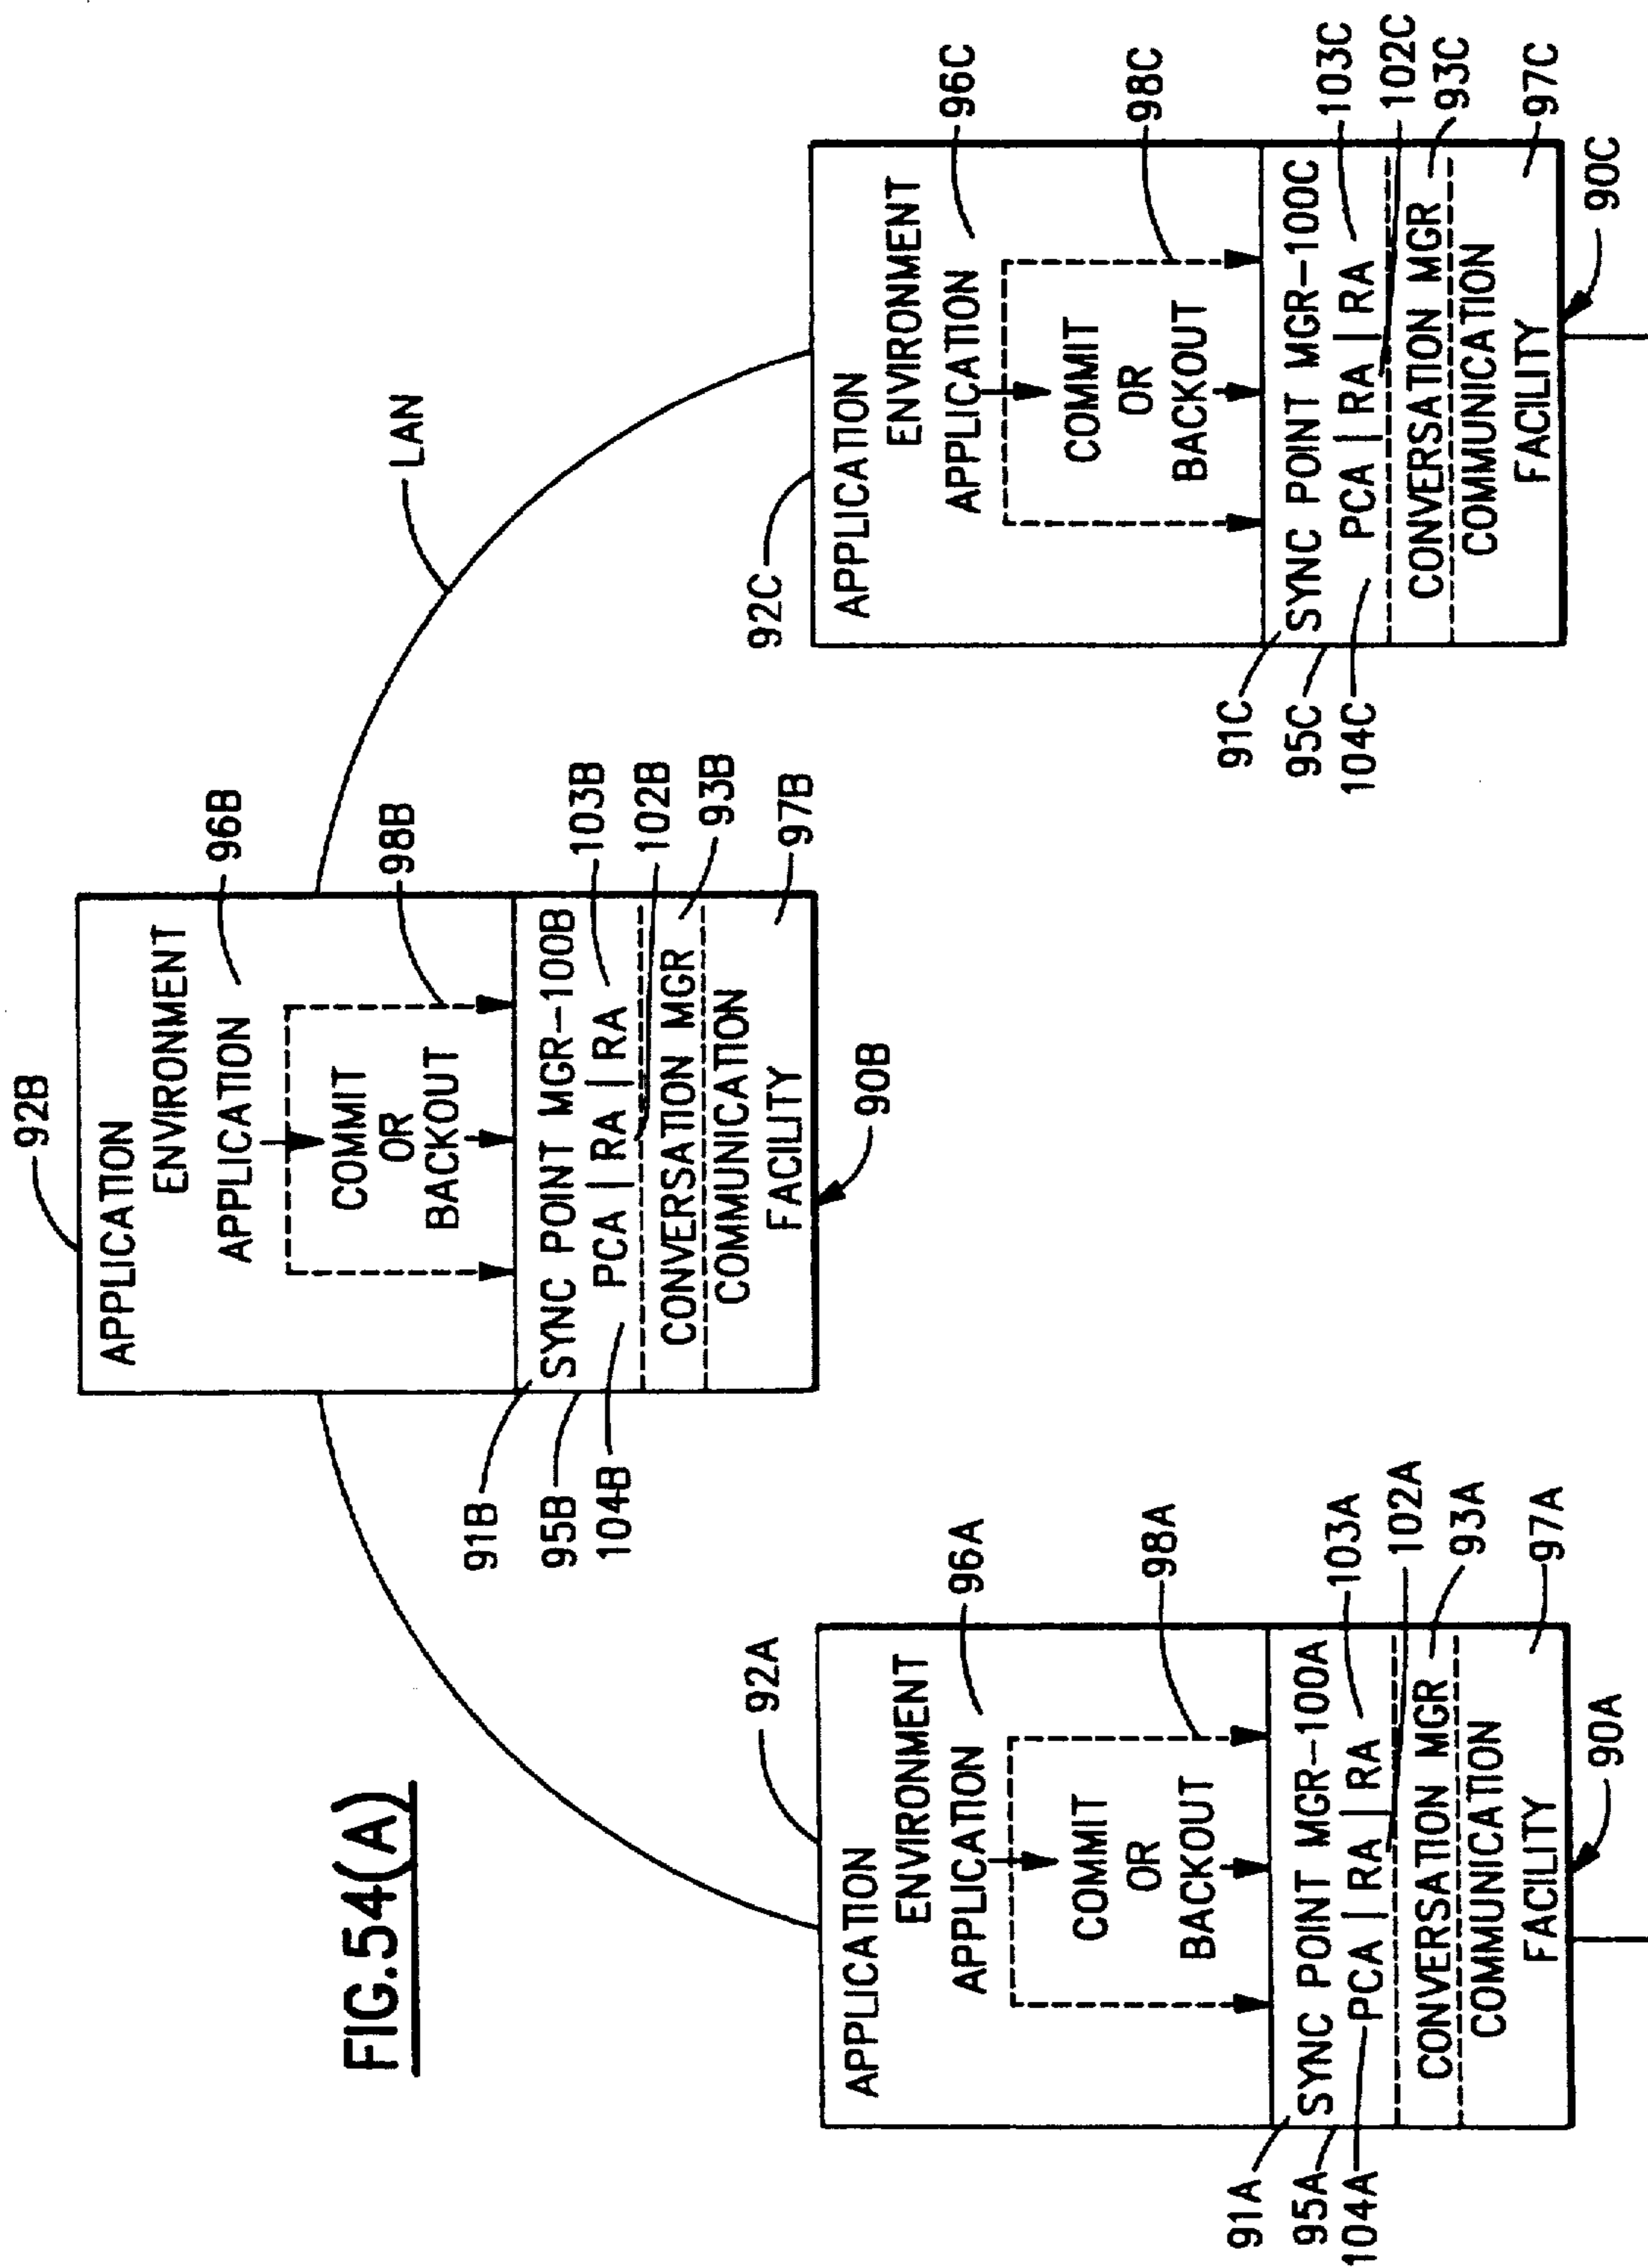 FIG.54(A)
LAN
92A
APPLICATION
ENVIRONMENT
APPLICATION
96A
COMMIT
OR
BACKOUT
98A
91A
SYNC POINT MGR-100A
95A
104A
PCA | RA | RA
103A
102A
CONVERSATION MGR
93A
COMMUNICATION
FACILITY
97A
90A
92B
APPLICATION
ENVIRONMENT
APPLICATION
96B
COMMIT
OR
BACKOUT
98B
91B
SYNC POINT MGR-100B
95B
104B
PCA | RA | RA
103B
102B
CONVERSATION MGR
93B
COMMUNICATION
FACILITY
97B
90B
92C
APPLICATION
ENVIRONMENT
APPLICATION
96C
COMMIT
OR
BACKOUT
98C
91C
SYNC POINT MGR-100C
95C
104C
PCA | RA | RA
103C
102C
CONVERSATION MGR
93C
COMMUNICATION
FACILITY
97C
90C